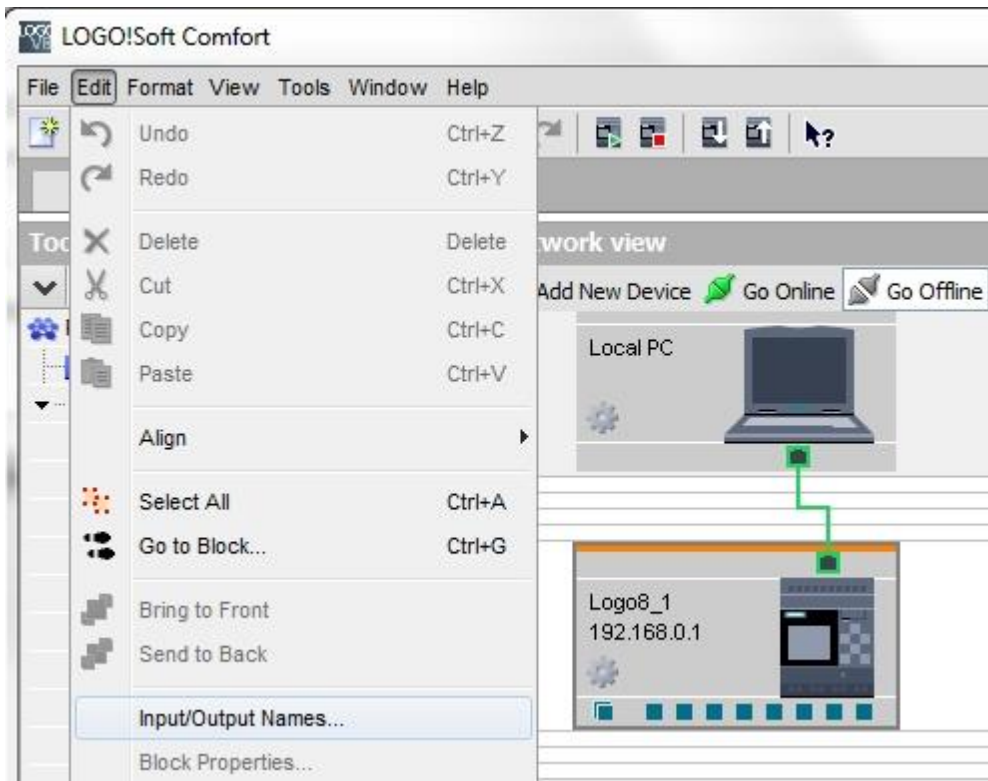 LOGO!Soft Comfort
File Edit Format View Tools Window Help
Undo Ctrl+Z
Redo Ctrl+Y
Delete Delete
Cut Ctrl+X
Copy Ctrl+C
Paste Ctrl+V
Align
Select All Ctrl+A
Go to Block... Ctrl+G
Bring to Front
Send to Back
Input/Output Names...
Block Properties...
Too
work view
Add New Device Go Online Go Offline
Local PC
Logo8_1
192.168.0.1